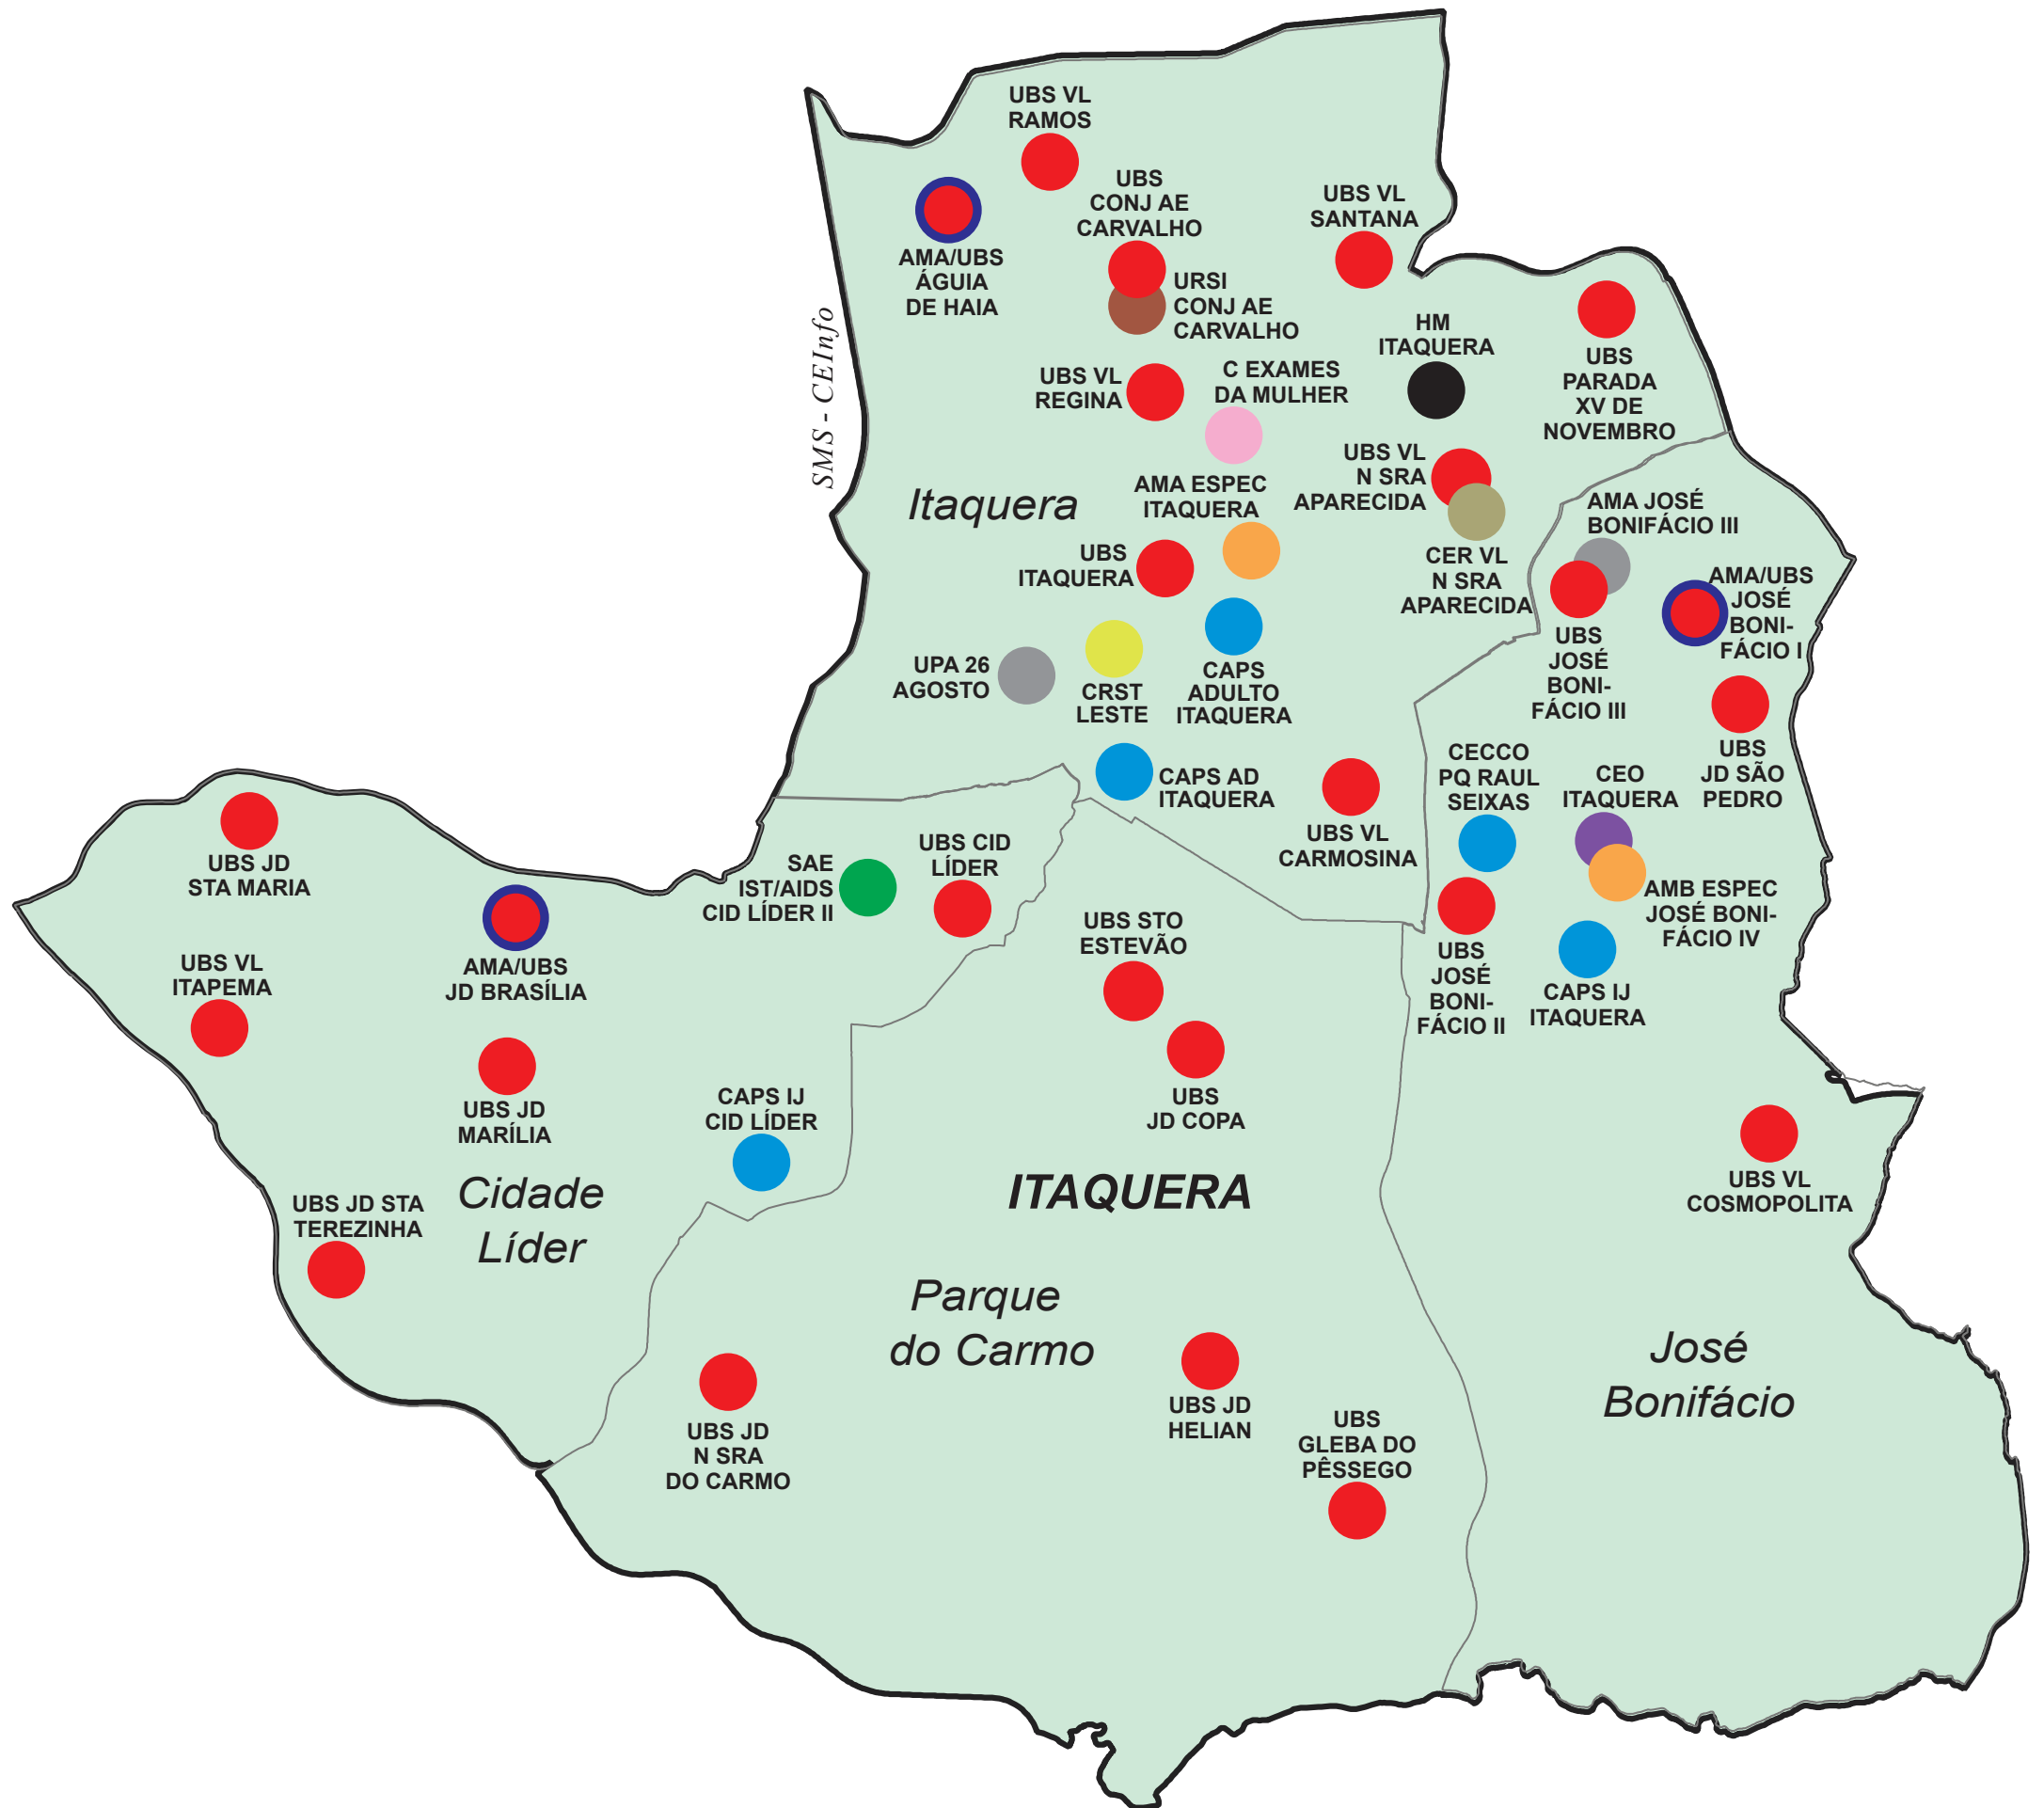 UBS VL
RAMOS
UBS
CONJ AE
CARVALHO
UBS VL
SANTANA
AMA/UBS
ÁGUIA
DE HAIA
URSI
CONJ AE
CARVALHO
SMS - CEInfo
HM
ITAQUERA
UBS
PARADA
XV DE
NOVEMBRO
UBS VL
REGINA
C EXAMES
DA MULHER
UBS VL
N SRA
APARECIDA
Itaquera
AMA ESPEC
ITAQUERA
AMA JOSÉ
BONIFÁCIO III
UBS
ITAQUERA
CER VL
N SRA
APARECIDA
AMA/UBS
JOSÉ
BONI-
FÁCIO I
UBS
JOSÉ
BONI-
FÁCIO III
UPA 26
AGOSTO
CRST
LESTE
CAPS
ADULTO
ITAQUERA
UBS
JD SÃO
PEDRO
CAPS AD
ITAQUERA
CECCO
PQ RAUL
SEIXAS
CEO
ITAQUERA
UBS VL
CARMOSINA
UBS JD
STA MARIA
SAE
IST/AIDS
CID LÍDER II
UBS CID
LÍDER
AMB ESPEC
JOSÉ BONI-
FÁCIO IV
UBS STO
ESTEVÃO
UBS
JOSÉ
BONI-
FÁCIO II
CAPS IJ
ITAQUERA
UBS VL
ITAPEMA
AMA/UBS
JD BRASÍLIA
UBS JD
MARÍLIA
CAPS IJ
CID LÍDER
UBS
JD COPA
UBS VL
COSMOPOLITA
Cidade
Líder
ITAQUERA
UBS JD STA
TEREZINHA
Parque
do Carmo
José
Bonifácio
UBS JD
N SRA
DO CARMO
UBS JD
HELIAN
UBS
GLEBA DO
PÊSSEGO